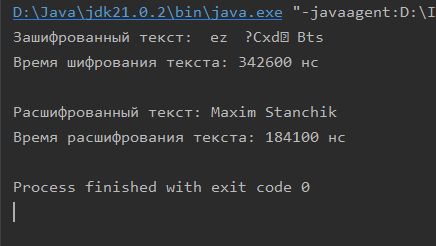 D:\Java\jdk21.0.2\bin\java.exe "-javaagent:D:\I
Зашифрованный текст:  ez  ?Cxd Bts
Время шифрования текста: 342600 нс
Расшифрованный текст: Maxim Stanchik
Время расшифрования текста: 184100 нс
Process finished with exit code 0